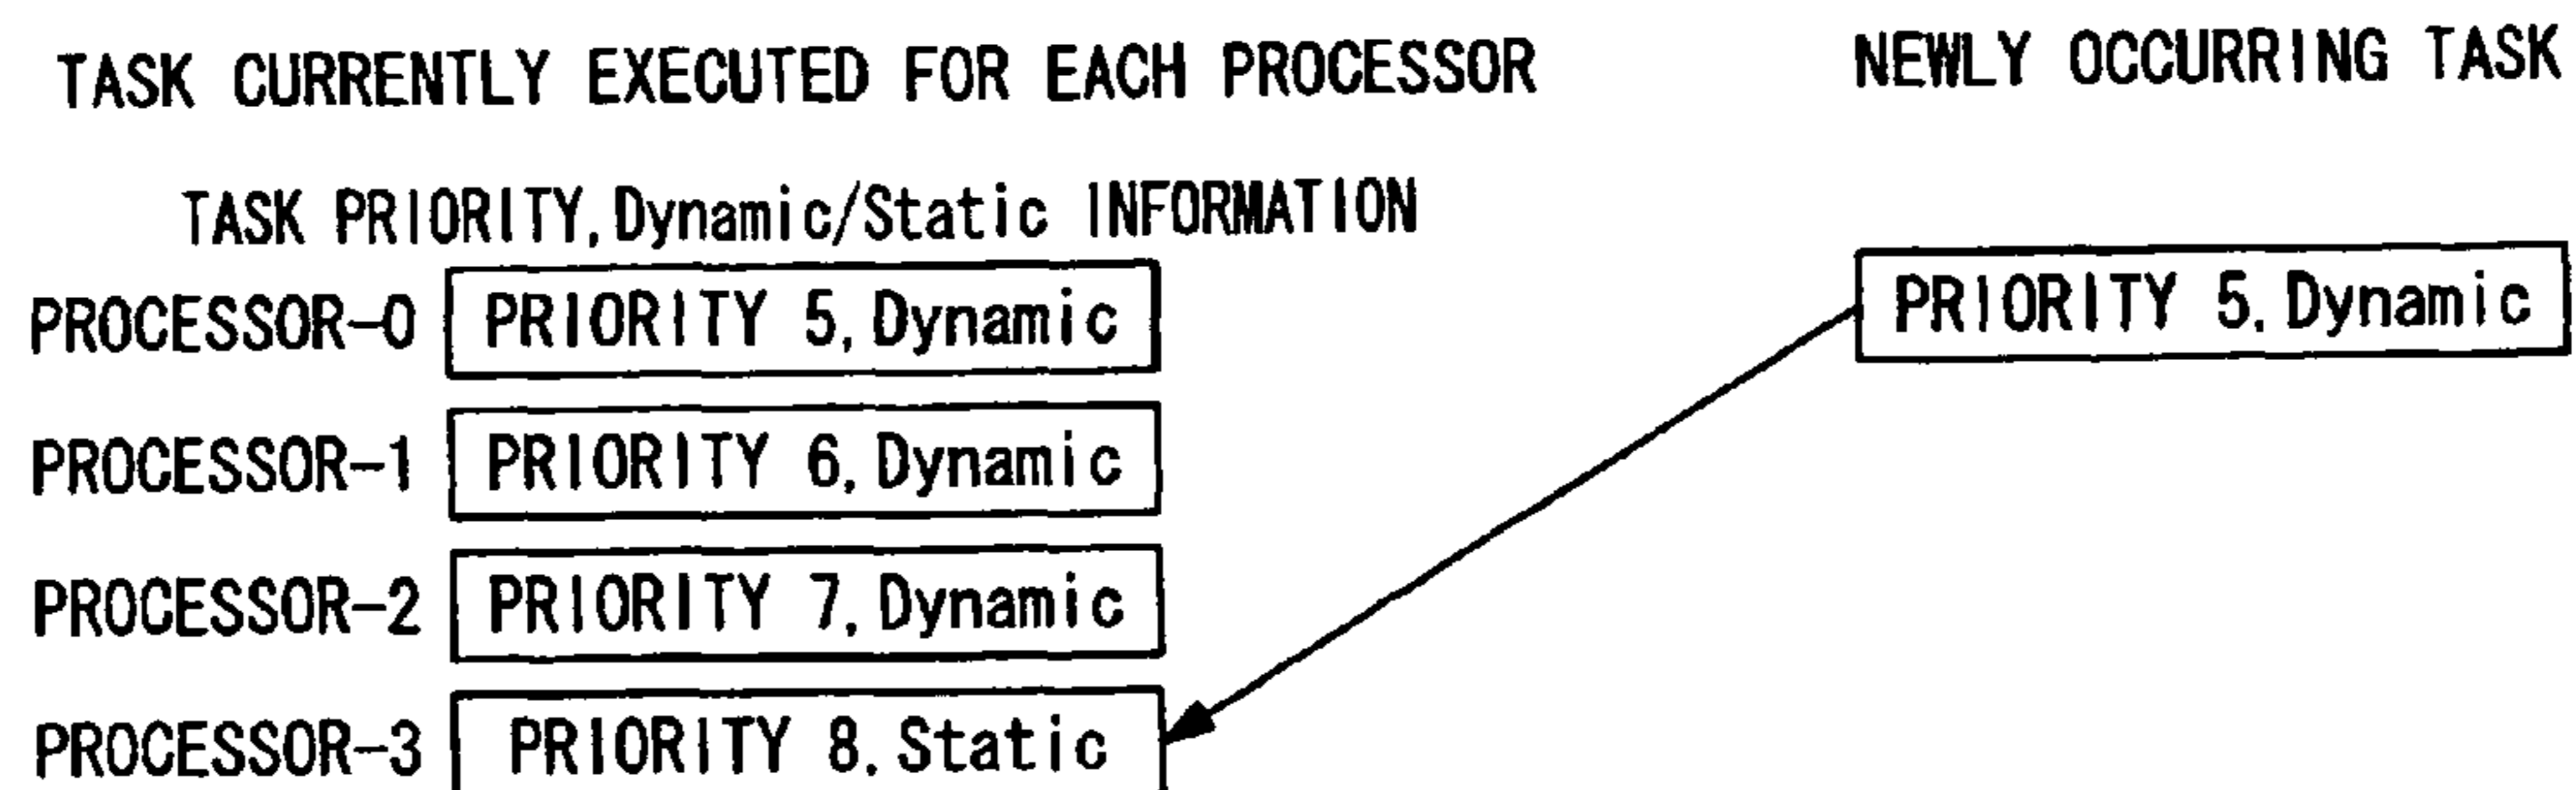 TASK CURRENTLY EXECUTED FOR EACH PROCESSOR
NEWLY OCCURRING TASK
TASK PRIORITY, Dynamic/Static INFORMATION
PROCESSOR-0 PRIORITY 5, Dynamic
PRIORITY 5, Dynamic
PROCESSOR-1 PRIORITY 6, Dynamic
PROCESSOR-2 PRIORITY 7, Dynamic
PROCESSOR-3 PRIORITY 8, Static